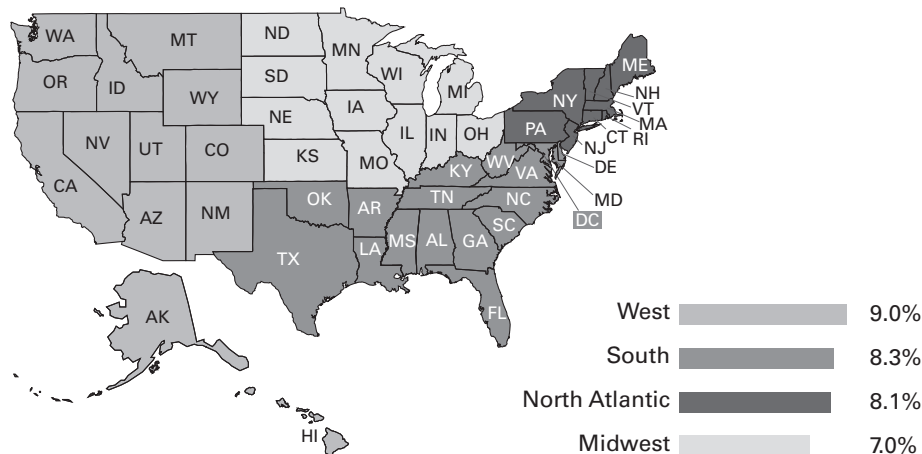 WA
MT
ND
MN
ME
OR
ID
SD
WI
MI
NY
NH
VT
MA
WY
IA
PA
CT
RI
NV
NE
IL
IN
OH
NJ
UT
CO
KS
MO
WV
VA
DE
CA
KY
MD
AZ
NM
OK
AR
TN
NC
DC
SC
TX
LA
MS
AL
GA
FL
AK
HI
West 9.0%
South 8.3%
North Atlantic 8.1%
Midwest 7.0%